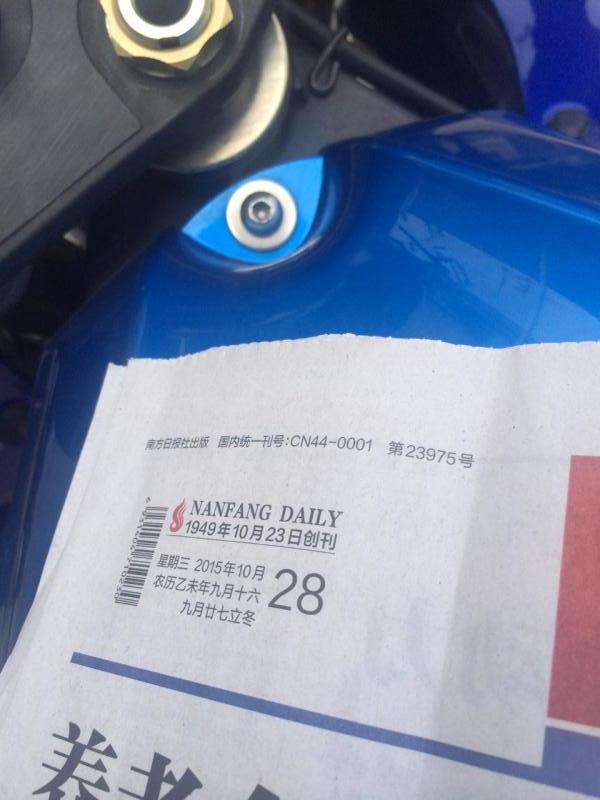 南方日报社出版 国内统一刊号:CN44-0001 第23975号
NANFANG DAILY
1949年10月23日创刊
星期三 2015年10月 28
农历乙未年九月十六
九月廿七立冬
养老